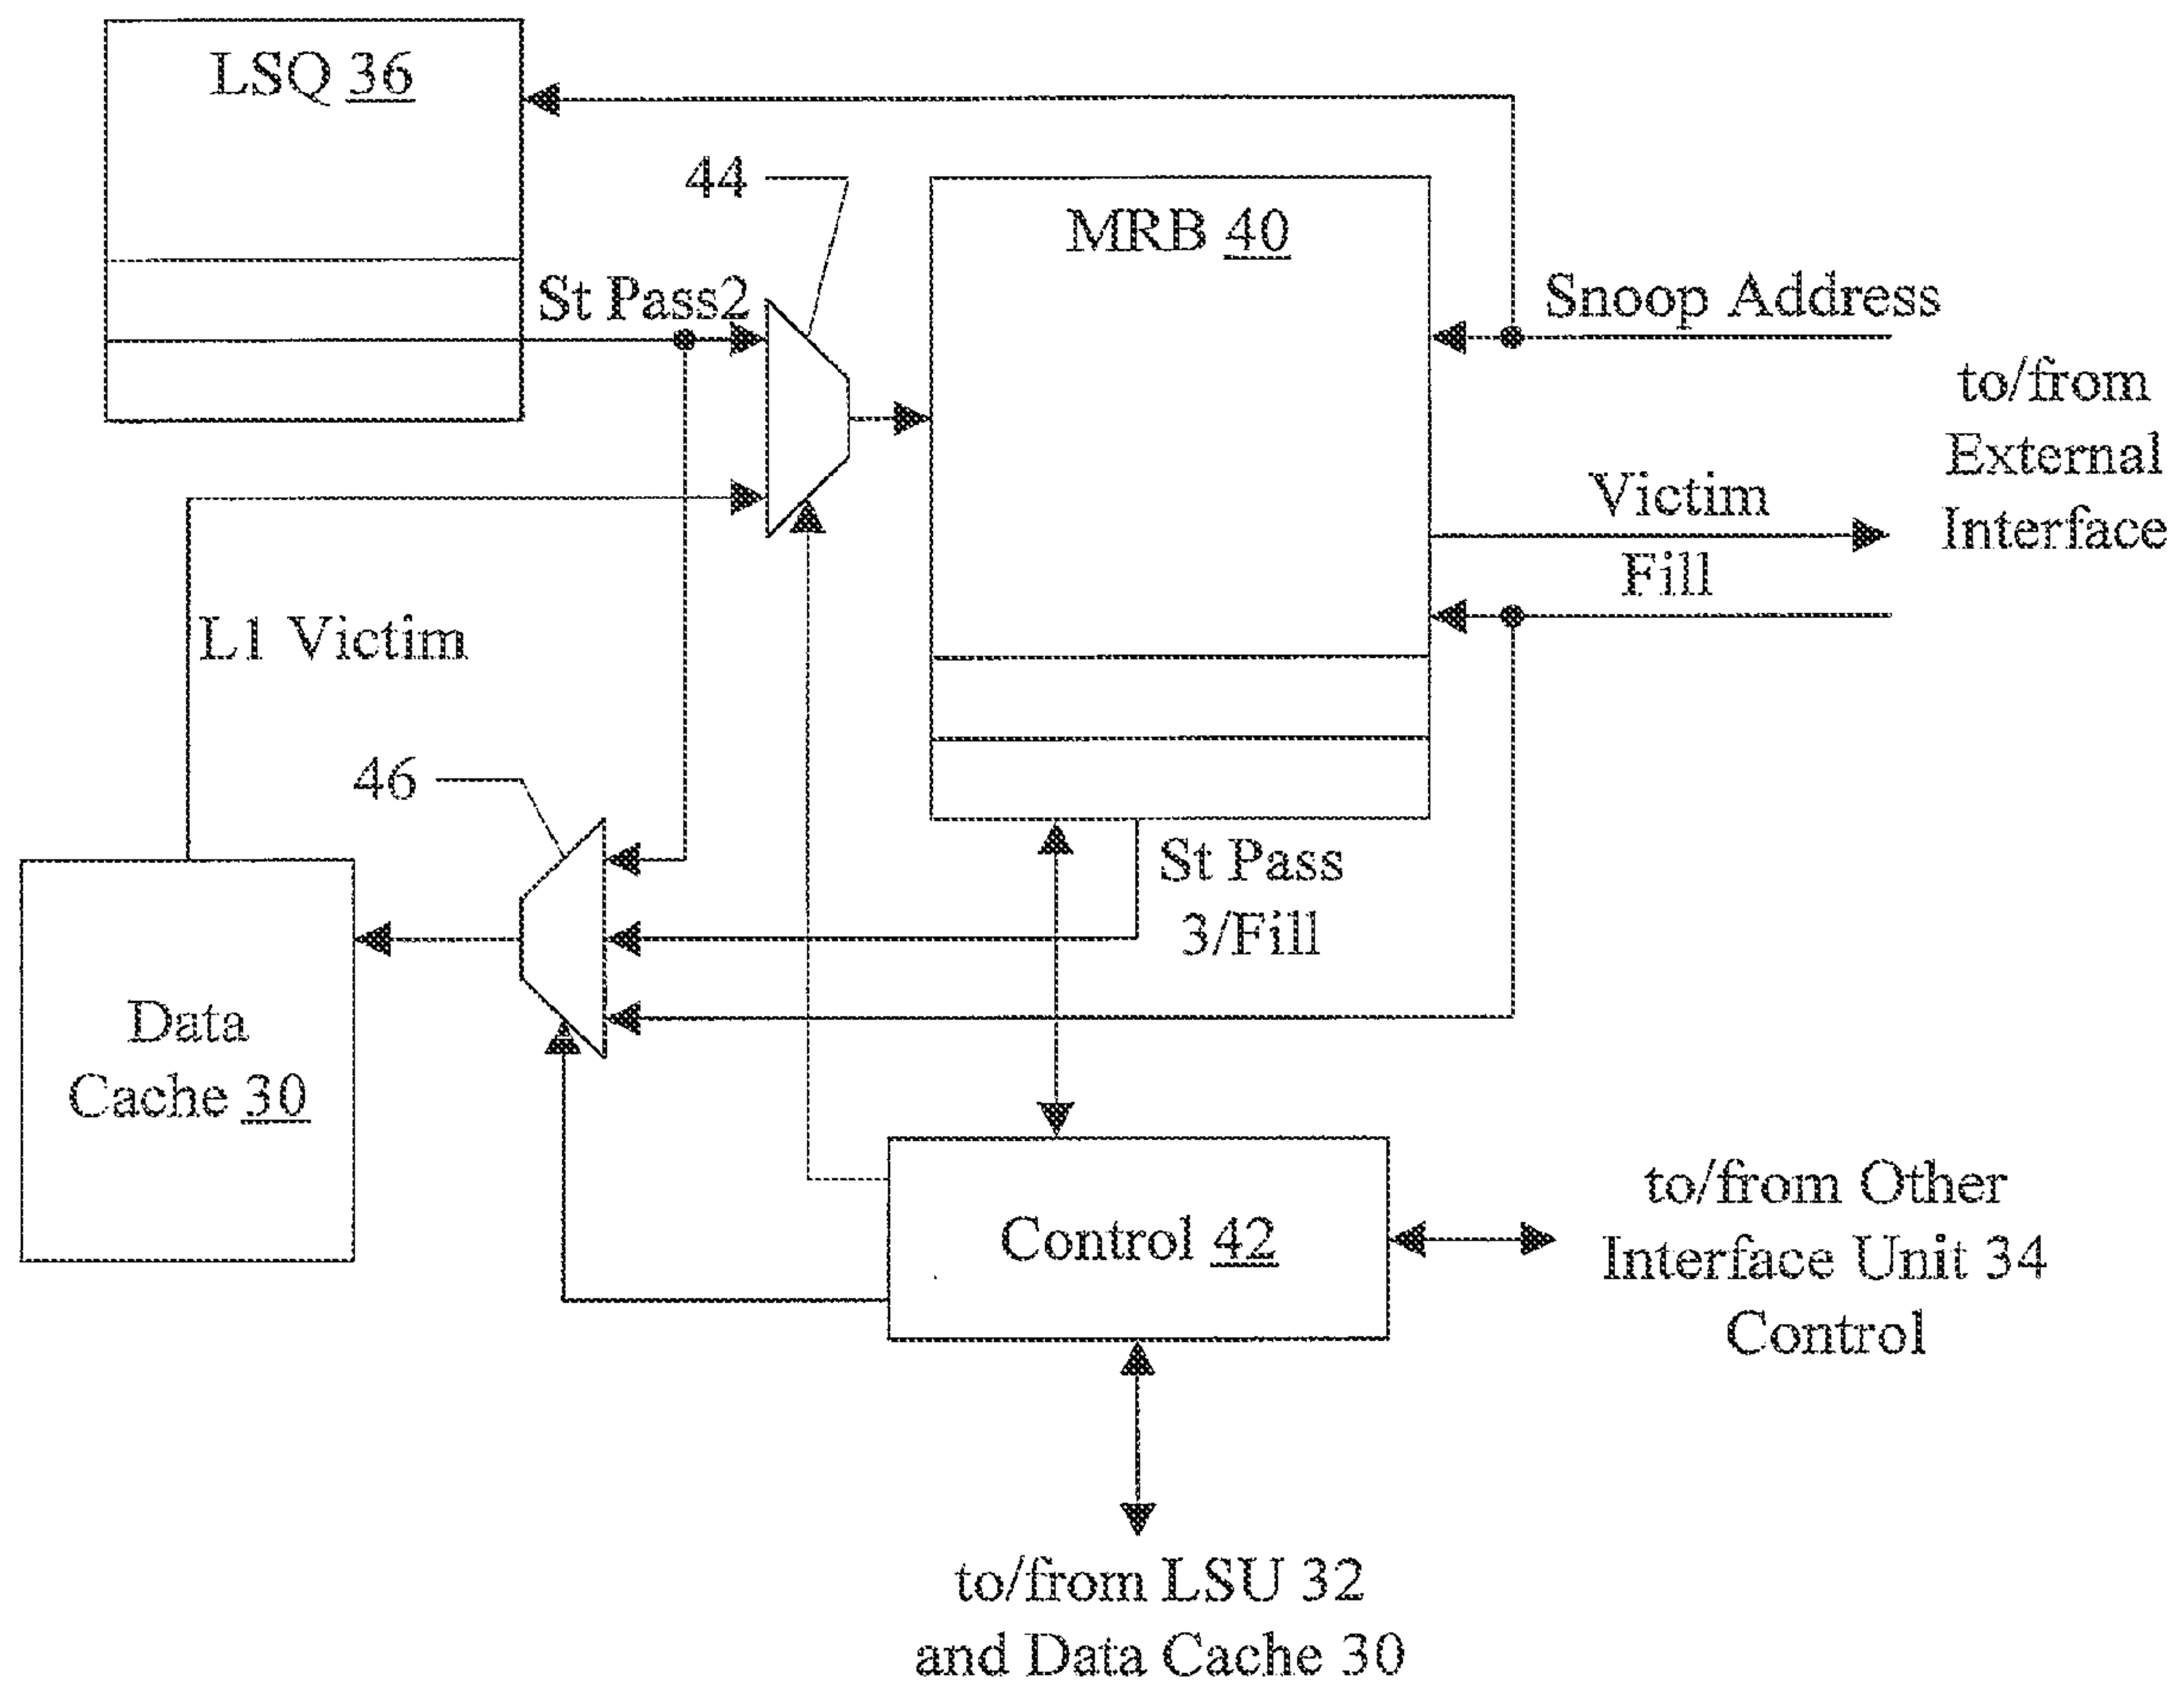 LSQ 36
44
MRB 40
St Pass2
Snoop Address
to/from
External
Interface
Victim
Fill
L1 Victim
46
St Pass
3/Fill
Data
Cache 30
Control 42
to/from Other
Interface Unit 34
Control
to/from LSU 32
and Data Cache 30